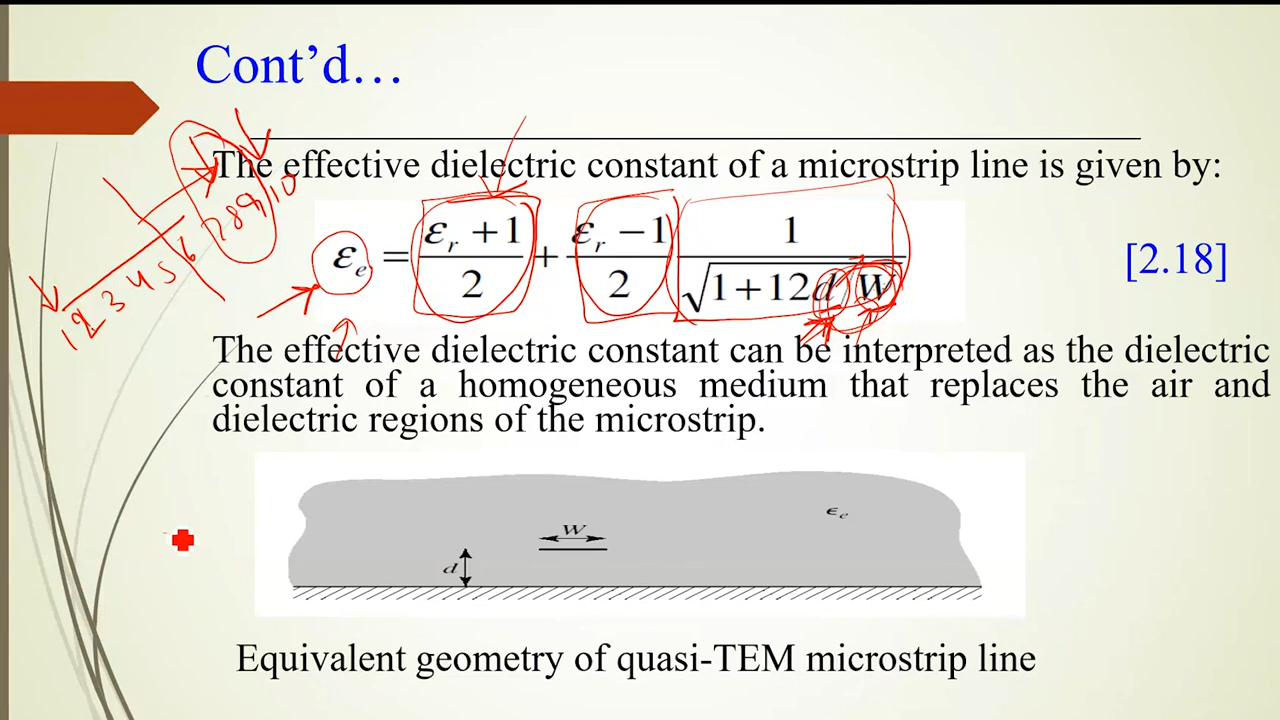 Cont'd…
The effective dielectric constant of a microstrip line is given by:
εₑ = (εᵣ + 1)/2 + (εᵣ − 1)/2 1/√(1 + 12d/W) [2.18]
The effective dielectric constant can be interpreted as the dielectric
constant of a homogeneous medium that replaces the air and
dielectric regions of the microstrip.
W
ϵₑ
d
Equivalent geometry of quasi-TEM microstrip line
1 2 3 4 5 6 7 8 9 10